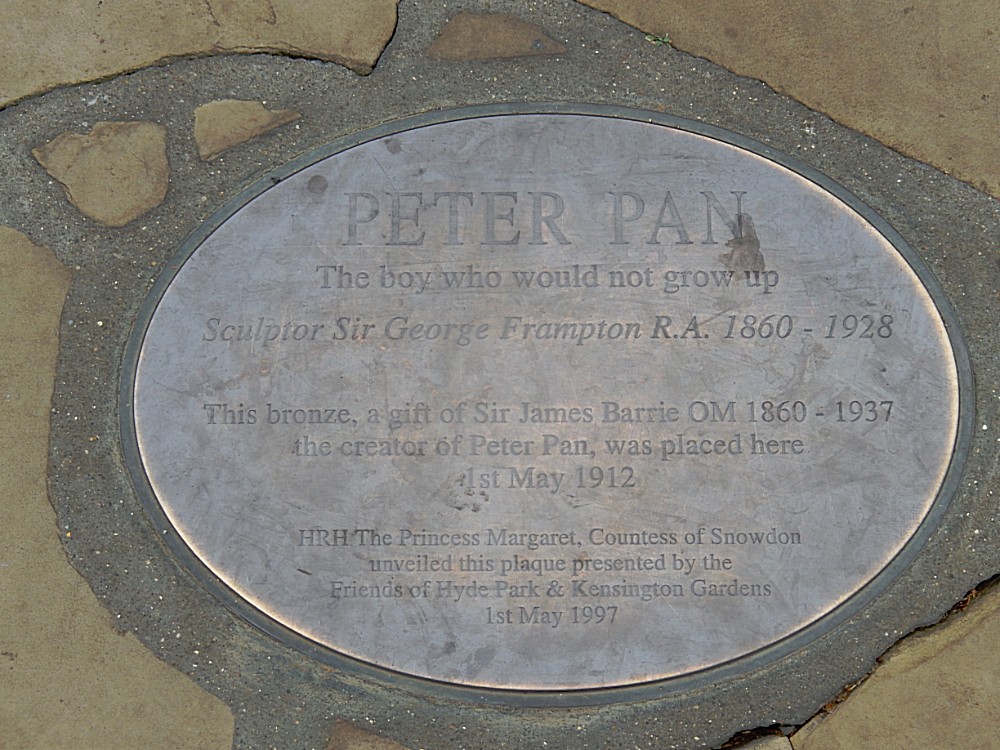 PETER PAN
The boy who would not grow up
Sculptor Sir George Frampton R.A. 1860 - 1928
This bronze, a gift of Sir James Barrie OM 1860 - 1937
the creator of Peter Pan, was placed here
1st May 1912
HRH The Princess Margaret, Countess of Snowdon
unveiled this plaque presented by the
Friends of Hyde Park & Kensington Gardens
1st May 1997